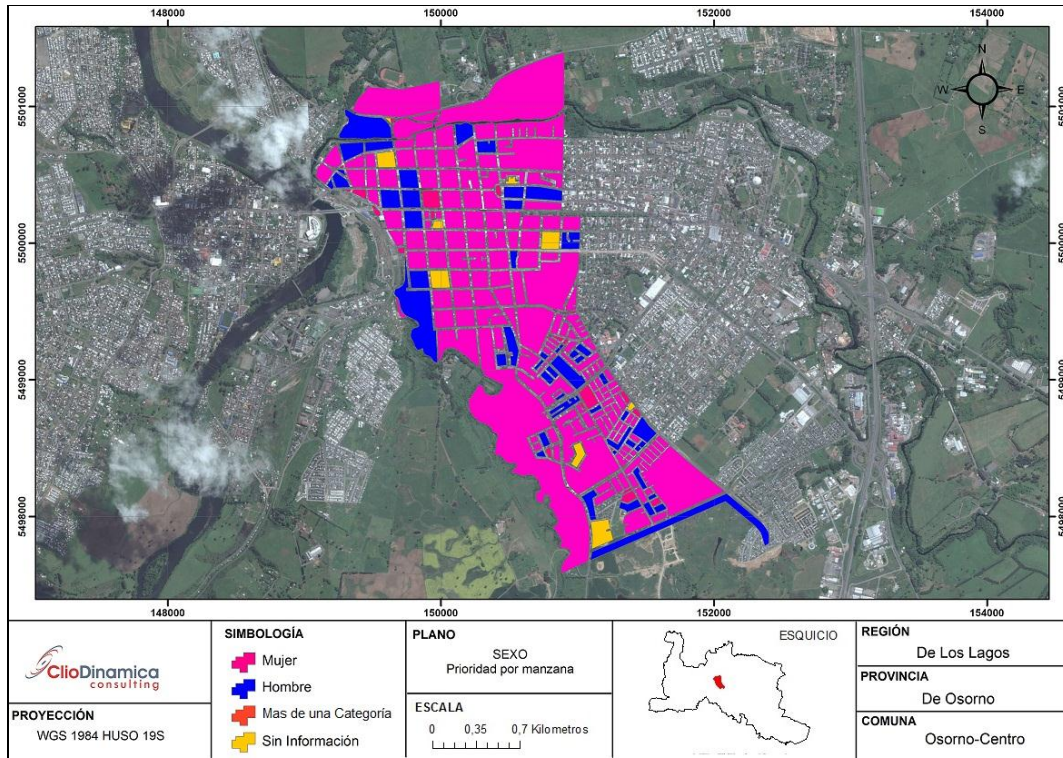 148000 150000 152000 154000
5501000 5501000
5500000 5500000
5499000 5499000
5498000 5498000
148000 150000 152000 154000
N
W E
S
ClioDinamica
consulting
PROYECCIÓN
WGS 1984 HUSO 19S
SIMBOLOGÍA
Mujer
Hombre
Mas de una Categoría
Sin Información
PLANO
SEXO
Prioridad por manzana
ESCALA
0 0,35 0,7 Kilometros
ESQUICIO
REGIÓN
De Los Lagos
PROVINCIA
De Osorno
COMUNA
Osorno-Centro